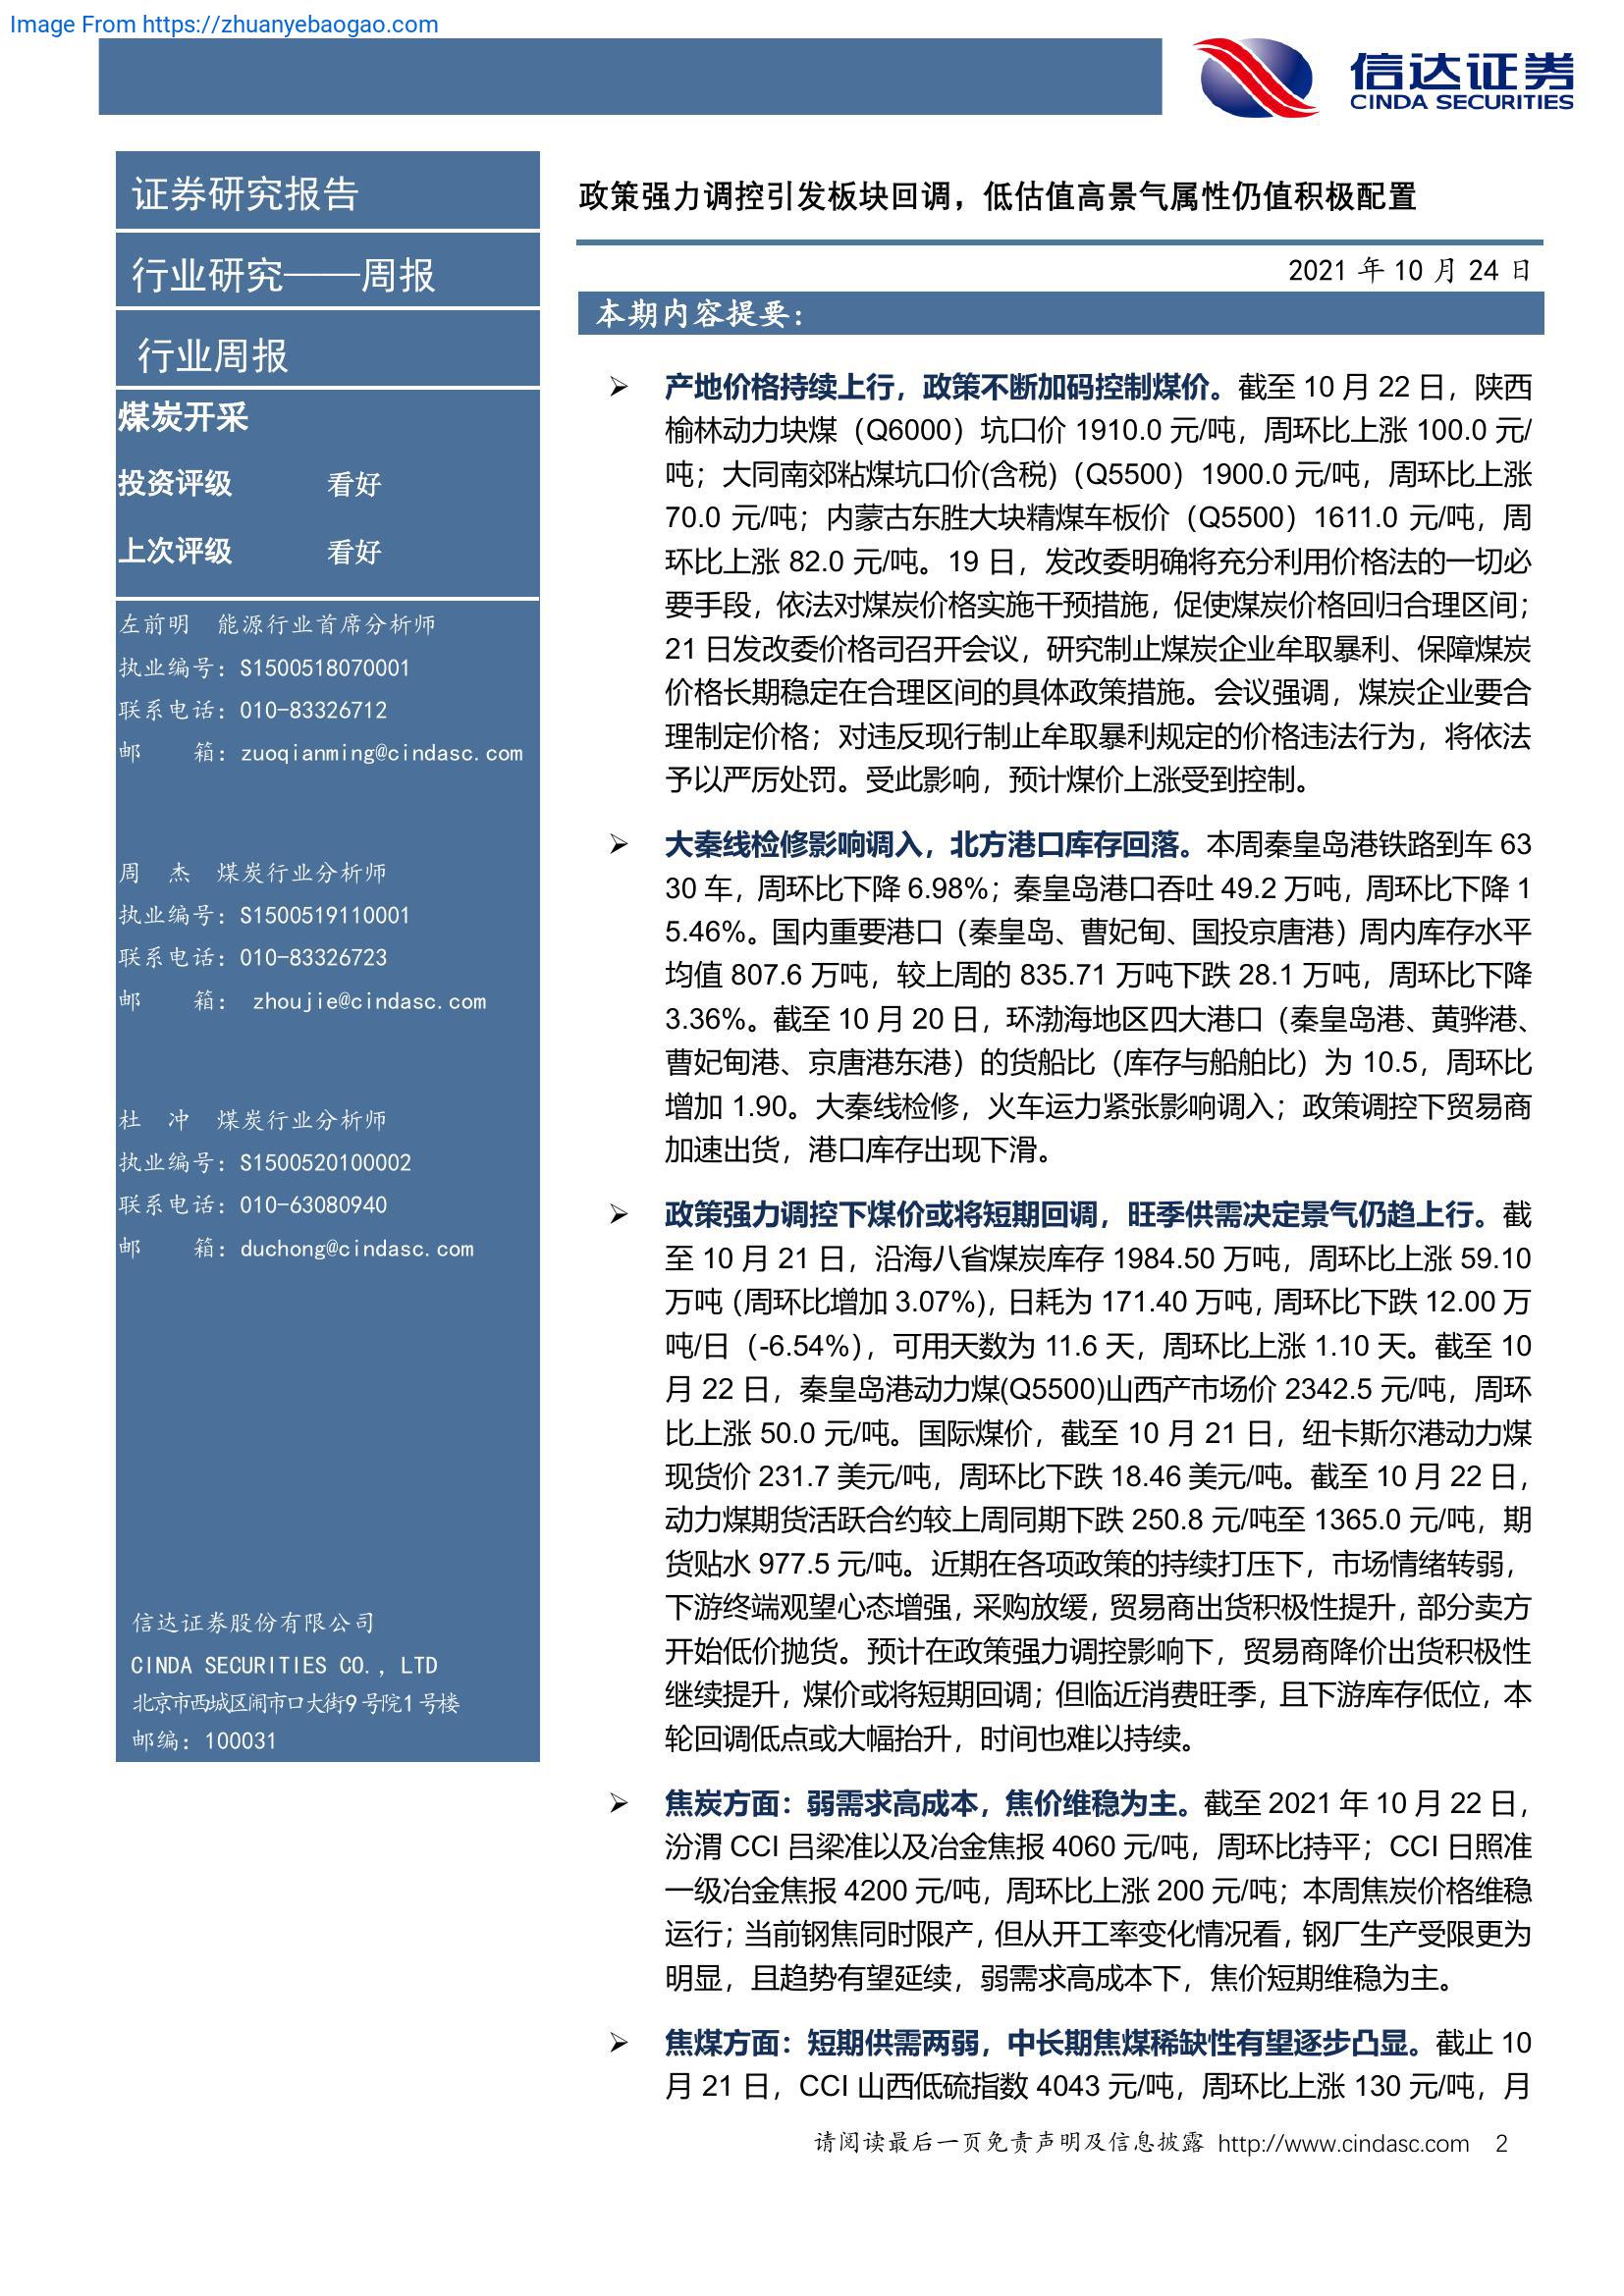 Image From https://zhuanyebaogao.com
信达证券
CINDA SECURITIES
证券研究报告
行业研究——周报
行业周报
煤炭开采
投资评级 看好
上次评级 看好
左前明 能源行业首席分析师
执业编号：S1500518070001
联系电话：010-83326712
邮 箱：zuoqianming@cindasc.com
周 杰 煤炭行业分析师
执业编号：S1500519110001
联系电话：010-83326723
邮 箱： zhoujie@cindasc.com
杜 冲 煤炭行业分析师
执业编号：S1500520100002
联系电话：010-63080940
邮 箱：duchong@cindasc.com
信达证券股份有限公司
CINDA SECURITIES CO., LTD
北京市西城区闹市口大街9号院1号楼
邮编：100031
政策强力调控引发板块回调，低估值高景气属性仍值积极配置
2021 年 10 月 24 日
本期内容提要：
➢ 产地价格持续上行，政策不断加码控制煤价。截至 10 月 22 日，陕西
榆林动力块煤（Q6000）坑口价 1910.0 元/吨，周环比上涨 100.0 元/
吨；大同南郊粘煤坑口价(含税)（Q5500）1900.0 元/吨，周环比上涨
70.0 元/吨；内蒙古东胜大块精煤车板价（Q5500）1611.0 元/吨，周
环比上涨 82.0 元/吨。19 日，发改委明确将充分利用价格法的一切必
要手段，依法对煤炭价格实施干预措施，促使煤炭价格回归合理区间；
21 日发改委价格司召开会议，研究制止煤炭企业牟取暴利、保障煤炭
价格长期稳定在合理区间的具体政策措施。会议强调，煤炭企业要合
理制定价格；对违反现行制止牟取暴利规定的价格违法行为，将依法
予以严厉处罚。受此影响，预计煤价上涨受到控制。
➢ 大秦线检修影响调入，北方港口库存回落。本周秦皇岛港铁路到车 63
30 车，周环比下降 6.98%；秦皇岛港口吞吐 49.2 万吨，周环比下降 1
5.46%。国内重要港口（秦皇岛、曹妃甸、国投京唐港）周内库存水平
均值 807.6 万吨，较上周的 835.71 万吨下跌 28.1 万吨，周环比下降
3.36%。截至 10 月 20 日，环渤海地区四大港口（秦皇岛港、黄骅港、
曹妃甸港、京唐港东港）的货船比（库存与船舶比）为 10.5，周环比
增加 1.90。大秦线检修，火车运力紧张影响调入；政策调控下贸易商
加速出货，港口库存出现下滑。
➢ 政策强力调控下煤价或将短期回调，旺季供需决定景气仍趋上行。截
至 10 月 21 日，沿海八省煤炭库存 1984.50 万吨，周环比上涨 59.10
万吨（周环比增加 3.07%），日耗为 171.40 万吨，周环比下跌 12.00 万
吨/日（-6.54%），可用天数为 11.6 天，周环比上涨 1.10 天。截至 10
月 22 日，秦皇岛港动力煤(Q5500)山西产市场价 2342.5 元/吨，周环
比上涨 50.0 元/吨。国际煤价，截至 10 月 21 日，纽卡斯尔港动力煤
现货价 231.7 美元/吨，周环比下跌 18.46 美元/吨。截至 10 月 22 日，
动力煤期货活跃合约较上周同期下跌 250.8 元/吨至 1365.0 元/吨，期
货贴水 977.5 元/吨。近期在各项政策的持续打压下，市场情绪转弱，
下游终端观望心态增强，采购放缓，贸易商出货积极性提升，部分卖方
开始低价抛货。预计在政策强力调控影响下，贸易商降价出货积极性
继续提升，煤价或将短期回调；但临近消费旺季，且下游库存低位，本
轮回调低点或大幅抬升，时间也难以持续。
➢ 焦炭方面：弱需求高成本，焦价维稳为主。截至 2021 年 10 月 22 日，
汾渭 CCI 吕梁准以及冶金焦报 4060 元/吨，周环比持平；CCI 日照准
一级冶金焦报 4200 元/吨，周环比上涨 200 元/吨；本周焦炭价格维稳
运行；当前钢焦同时限产，但从开工率变化情况看，钢厂生产受限更为
明显，且趋势有望延续，弱需求高成本下，焦价短期维稳为主。
➢ 焦煤方面：短期供需两弱，中长期焦煤稀缺性有望逐步凸显。截止 10
月 21 日，CCI 山西低硫指数 4043 元/吨，周环比上涨 130 元/吨，月
请阅读最后一页免责声明及信息披露 http://www.cindasc.com 2